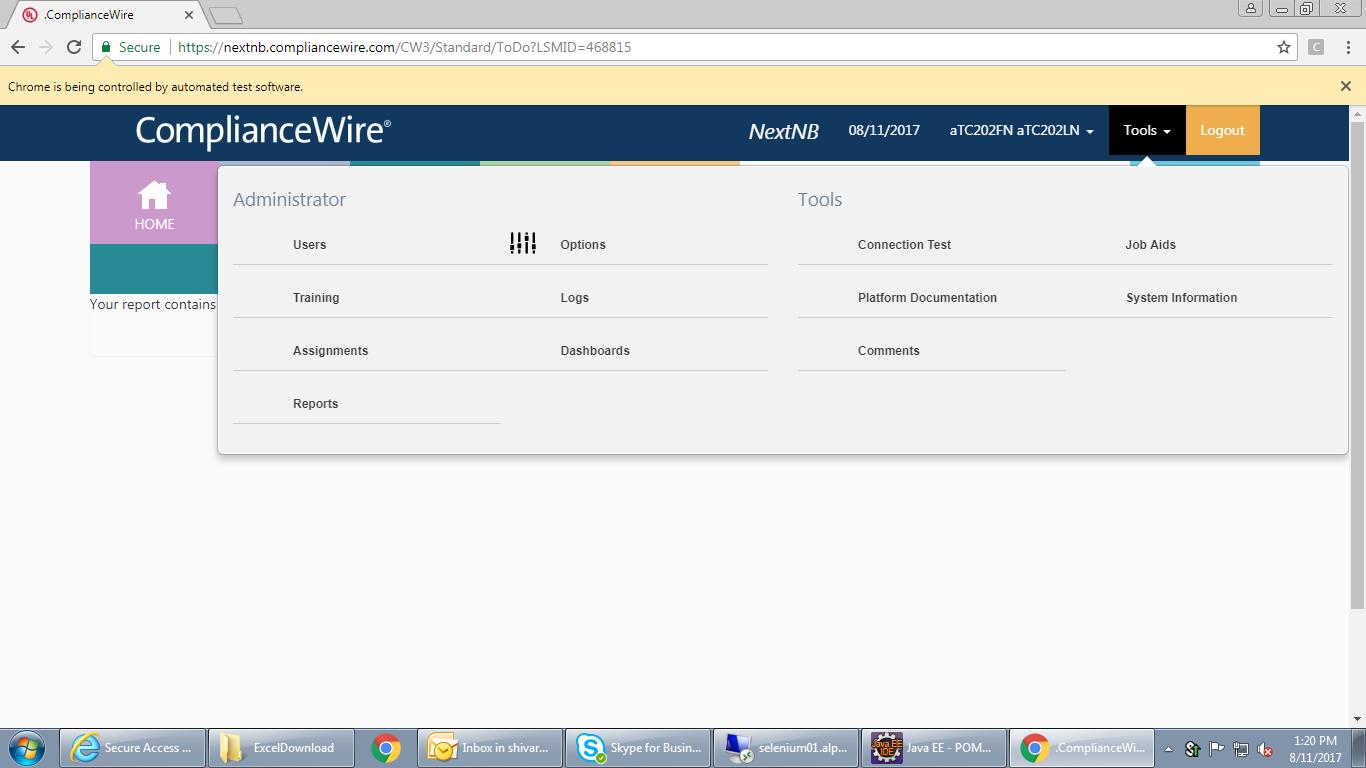 .ComplianceWire
Secure https://nextnb.compliancewire.com/CW3/Standard/ToDo?LSMID=468815
C
Chrome is being controlled by automated test software.
ComplianceWire® NextNB 08/11/2017 aTC202FN aTC202LN Tools Logout
HOME
Your report contains
Administrator
Users Options
Training Logs
Assignments Dashboards
Reports
Tools
Connection Test Job Aids
Platform Documentation System Information
Comments
Secure Access ... ExcelDownload Inbox in shivar... Skype for Busin... selenium01.alp... Java EE IDE Java EE - POM... .ComplianceWi... 1:20 PM
8/11/2017